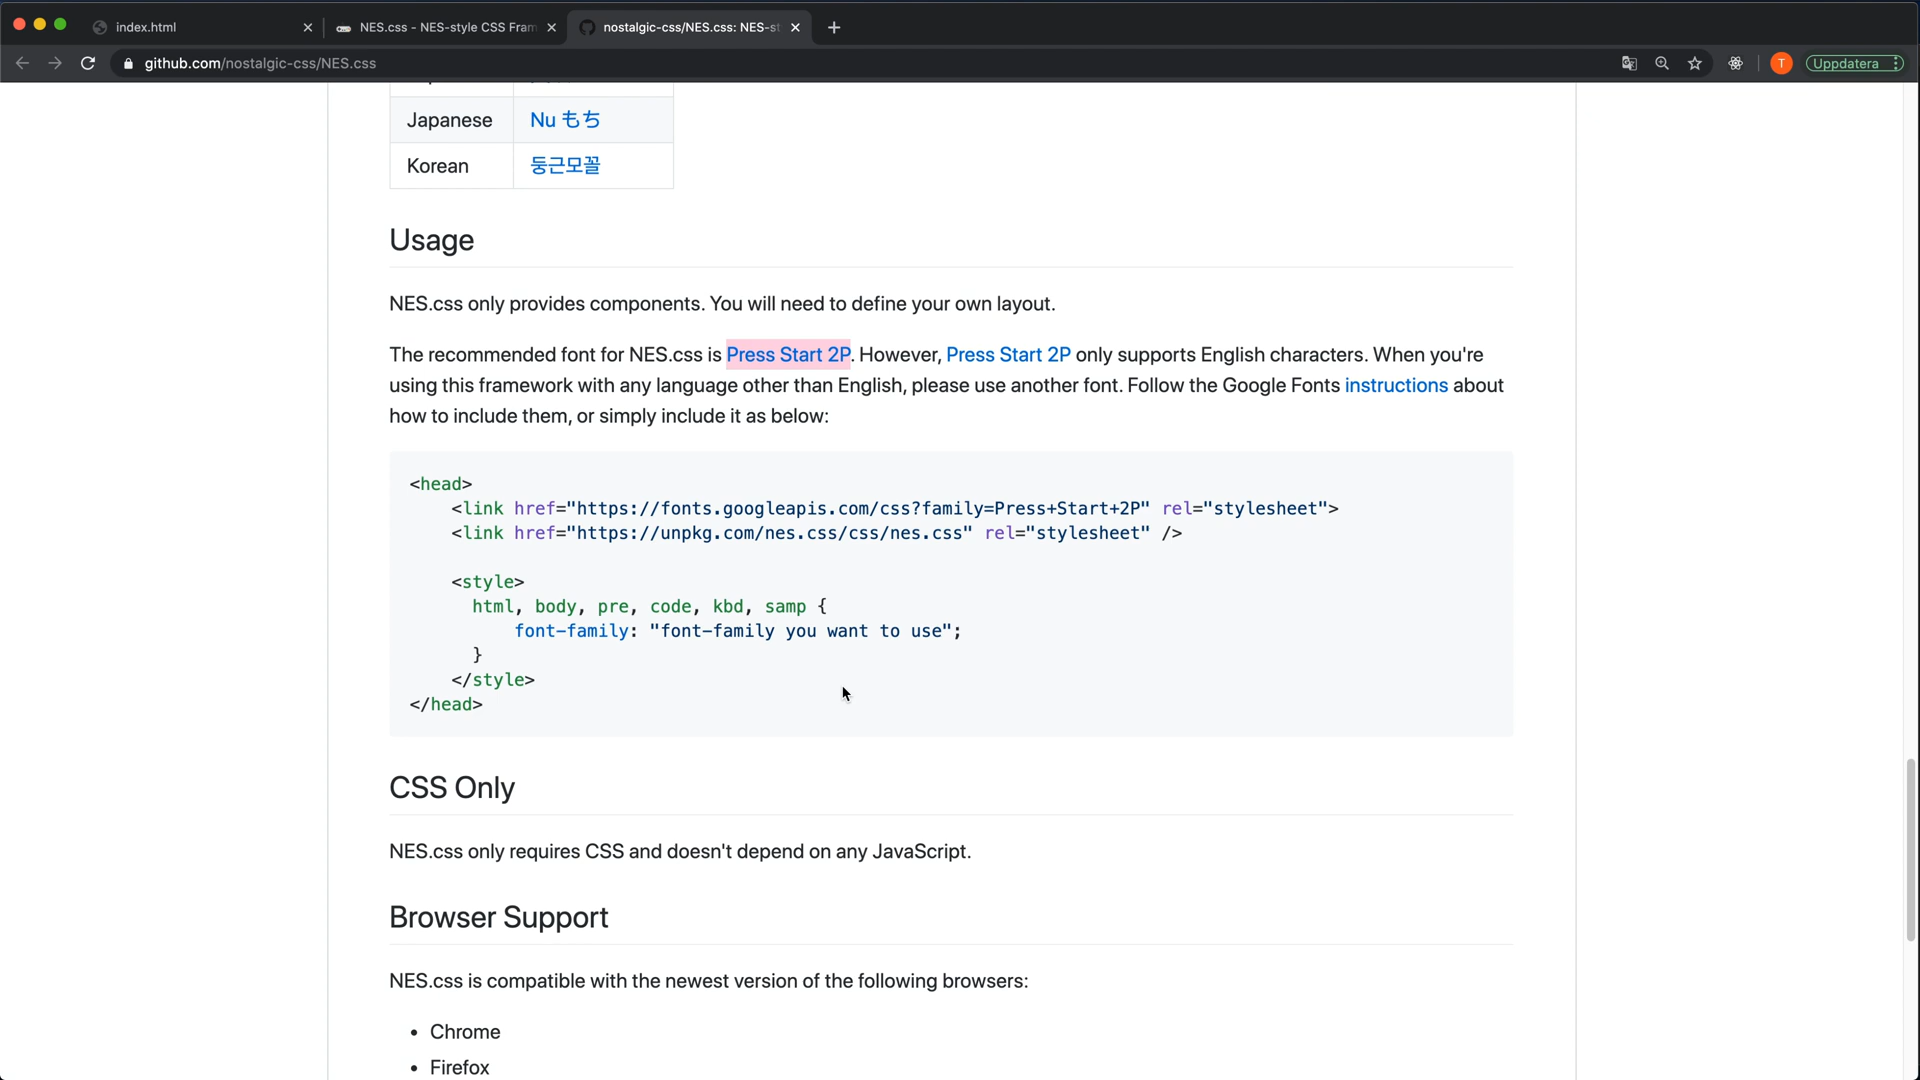 index.html
NES.css - NES-style CSS Fram
nostalgic-css/NES.css: NES-st
github.com/nostalgic-css/NES.css
T
Uppdatera
Japanese Nu もち
Korean 둥근모꼴
Usage
NES.css only provides components. You will need to define your own layout.
The recommended font for NES.css is Press Start 2P. However, Press Start 2P only supports English characters. When you're
using this framework with any language other than English, please use another font. Follow the Google Fonts instructions about
how to include them, or simply include it as below:
<head>
<link href="https://fonts.googleapis.com/css?family=Press+Start+2P" rel="stylesheet">
<link href="https://unpkg.com/nes.css/css/nes.css" rel="stylesheet" />
<style>
html, body, pre, code, kbd, samp {
font-family: "font-family you want to use";
}
</style>
</head>
CSS Only
NES.css only requires CSS and doesn't depend on any JavaScript.
Browser Support
NES.css is compatible with the newest version of the following browsers:
• Chrome
• Firefox